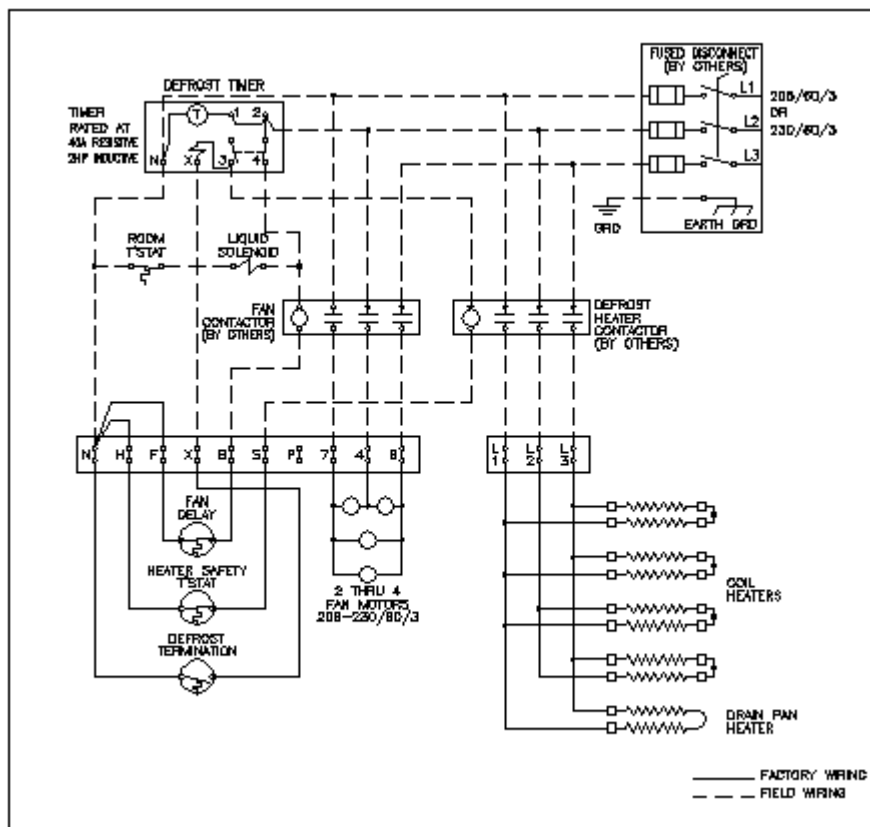 FUSED DISCONNECT
(BY OTHERS)
L1
208/60/3
OR
L2
230/60/3
L3
EARTH GRD
GRD
DEFROST TIMER
TIMER
RATED AT
40A RESISTIVE
2HP INDUCTIVE
T
1
2
N
X
3
4
ROOM
T'STAT
LIQUID
SOLENOID
FAN
CONTACTOR
(BY OTHERS)
DEFROST
HEATER
CONTACTOR
(BY OTHERS)
N
H
F
X
B
S
P
7
4
8
L
1
L
2
L
3
FAN
DELAY
HEATER SAFETY
T'STAT
DEFROST
TERMINATION
2 THRU 4
FAN MOTORS
208-230/60/3
COIL
HEATERS
DRAIN PAN
HEATER
FACTORY WIRING
FIELD WIRING